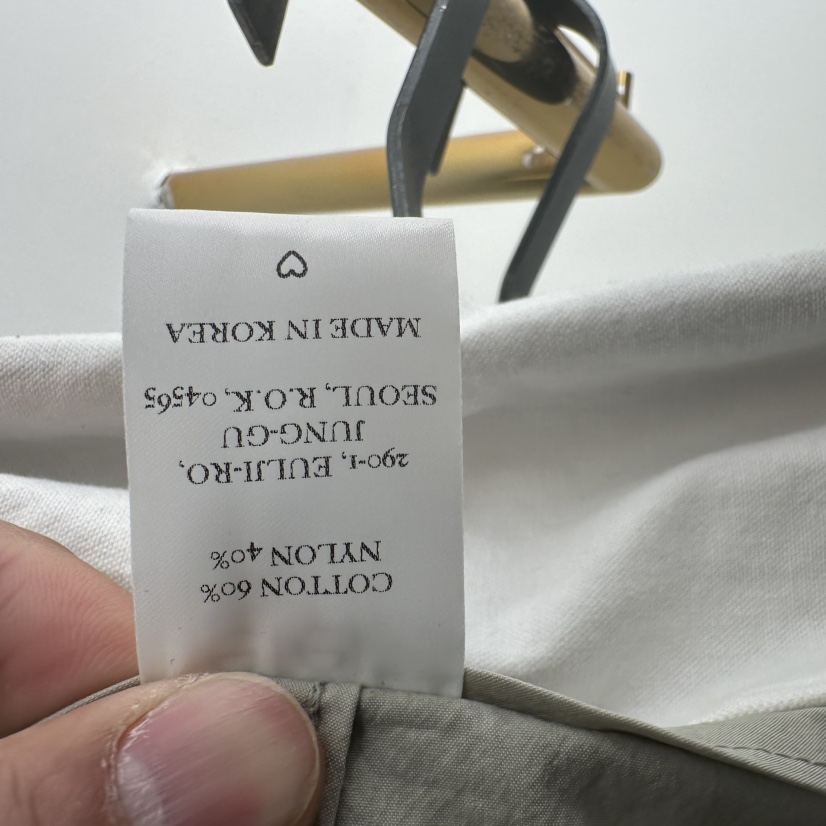 COTTON 60%
NYLON 40%
290-1, EULJI-RO,
JUNG-GU
SEOUL, R.O.K, 04565
MADE IN KOREA